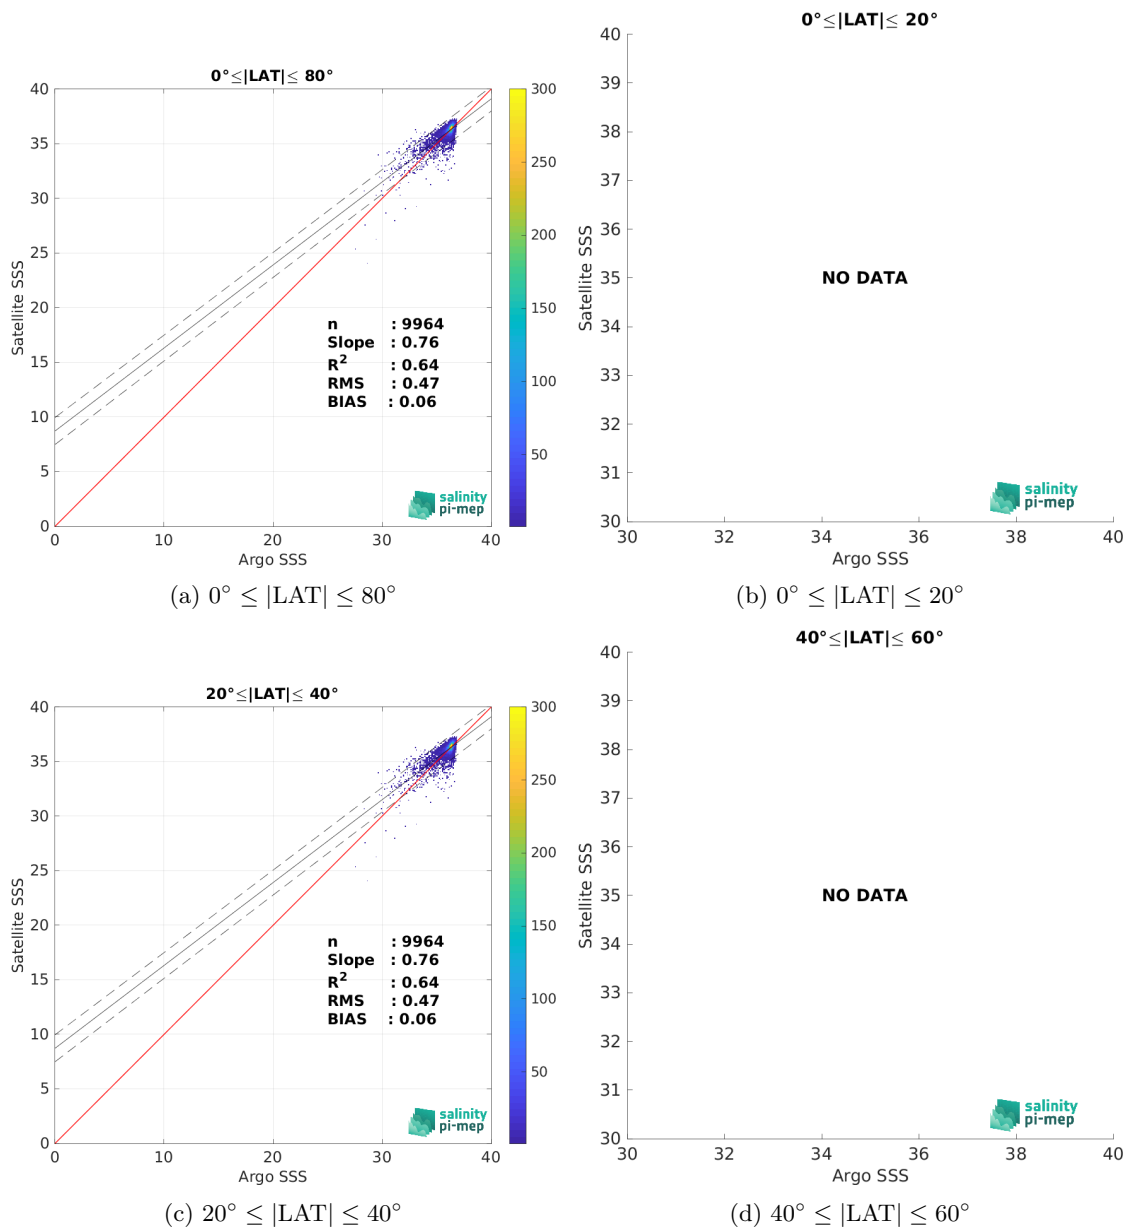 0°≤|LAT|≤ 80°
40
35
30
25
20
15
10
5
0
Satellite SSS
0
10
20
30
40
Argo SSS
300
250
200
150
100
50
n : 9964
Slope : 0.76
R² : 0.64
RMS : 0.47
BIAS : 0.06
salinity
pi-mep
(a) 0° ≤ |LAT| ≤ 80°
0°≤|LAT|≤ 20°
40
39
38
37
36
35
34
33
32
31
30
Satellite SSS
NO DATA
30
32
34
36
38
40
Argo SSS
salinity
pi-mep
(b) 0° ≤ |LAT| ≤ 20°
20°≤|LAT|≤ 40°
40
35
30
25
20
15
10
5
0
Satellite SSS
0
10
20
30
40
Argo SSS
300
250
200
150
100
50
n : 9964
Slope : 0.76
R² : 0.64
RMS : 0.47
BIAS : 0.06
salinity
pi-mep
(c) 20° ≤ |LAT| ≤ 40°
40°≤|LAT|≤ 60°
40
39
38
37
36
35
34
33
32
31
30
Satellite SSS
NO DATA
30
32
34
36
38
40
Argo SSS
salinity
pi-mep
(d) 40° ≤ |LAT| ≤ 60°